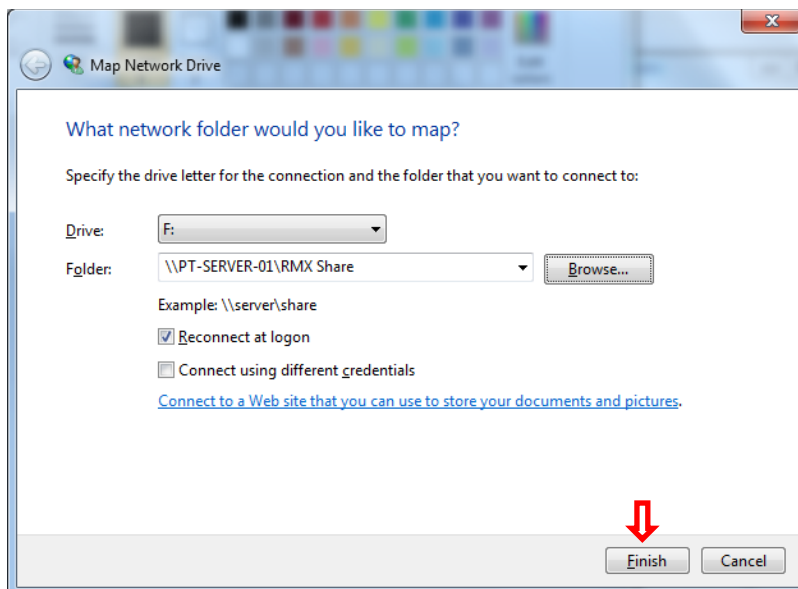 Map Network Drive
What network folder would you like to map?
Specify the drive letter for the connection and the folder that you want to connect to:
Drive: F:
Folder: \\PT-SERVER-01\RMX Share Browse...
Example: \\server\share
Reconnect at logon
Connect using different credentials
Connect to a Web site that you can use to store your documents and pictures.
Finish Cancel